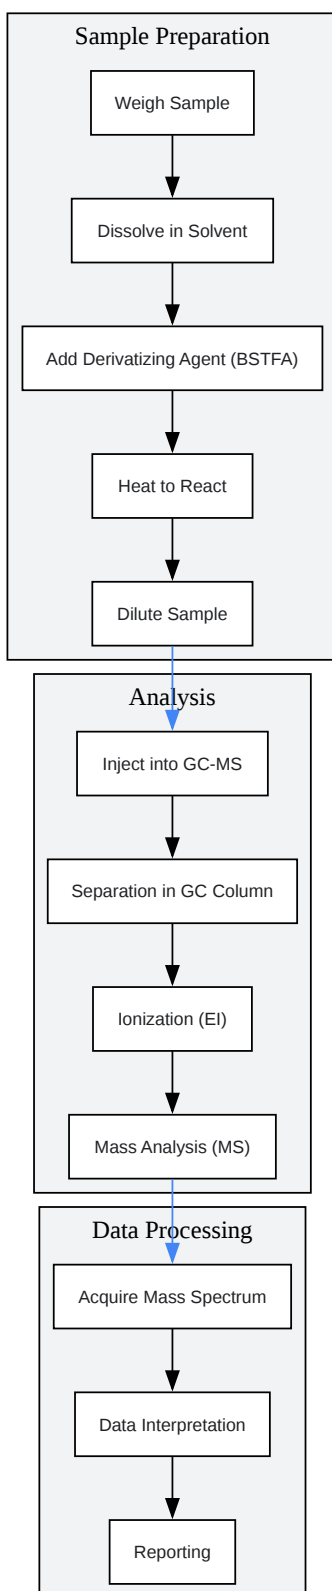 Sample Preparation
Weigh Sample
Dissolve in Solvent
Add Derivatizing Agent (BSTFA)
Heat to React
Dilute Sample
Analysis
Inject into GC-MS
Separation in GC Column
Ionization (EI)
Mass Analysis (MS)
Data Processing
Acquire Mass Spectrum
Data Interpretation
Reporting